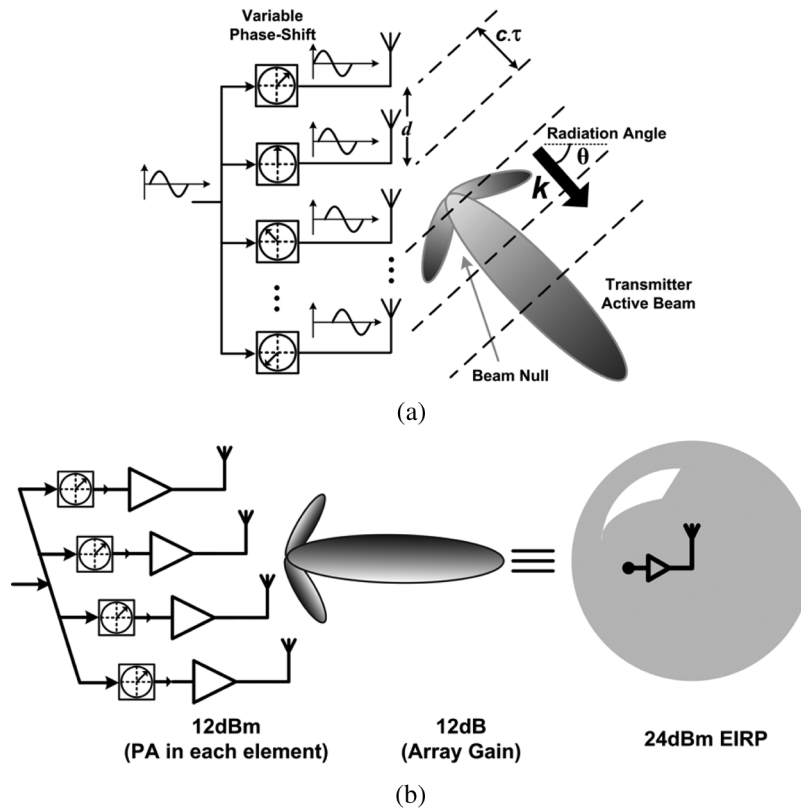 Variable
Phase-Shift
c.τ
d
Radiation Angle
θ
k
Transmitter
Active Beam
Beam Null
(a)
12dBm
(PA in each element)
12dB
(Array Gain)
24dBm EIRP
(b)